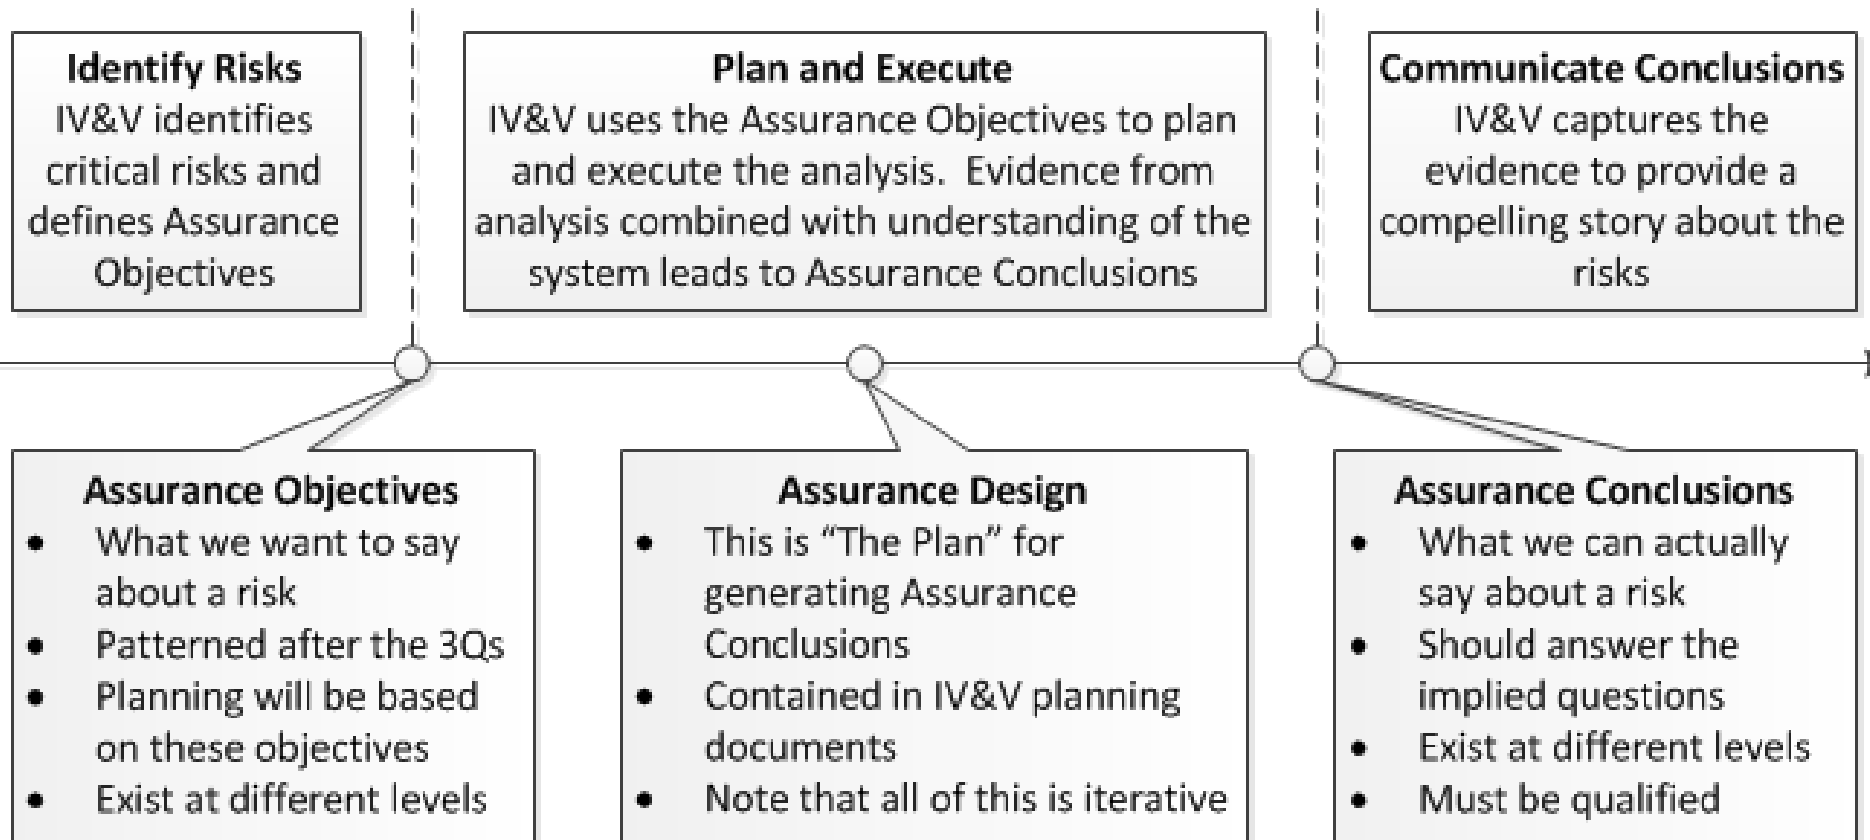 Identify Risks
IV&V identifies
critical risks and
defines Assurance
Objectives
Plan and Execute
IV&V uses the Assurance Objectives to plan
and execute the analysis.  Evidence from
analysis combined with understanding of the
system leads to Assurance Conclusions
Communicate Conclusions
IV&V captures the
evidence to provide a
compelling story about the
risks
Assurance Objectives
• What we want to say
about a risk
• Patterned after the 3Qs
• Planning will be based
on these objectives
• Exist at different levels
Assurance Design
• This is “The Plan” for
generating Assurance
Conclusions
• Contained in IV&V planning
documents
• Note that all of this is iterative
Assurance Conclusions
• What we can actually
say about a risk
• Should answer the
implied questions
• Exist at different levels
• Must be qualified